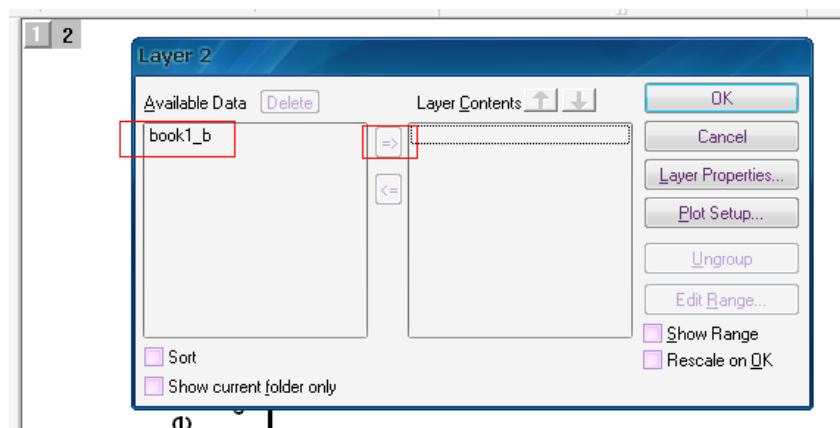 1 2
Layer 2
Available Data Delete Layer Contents OK
book1_b => Cancel
<= Layer Properties...
Plot Setup...
Ungroup
Edit Range...
Show Range
Sort Rescale on OK
Show current folder only